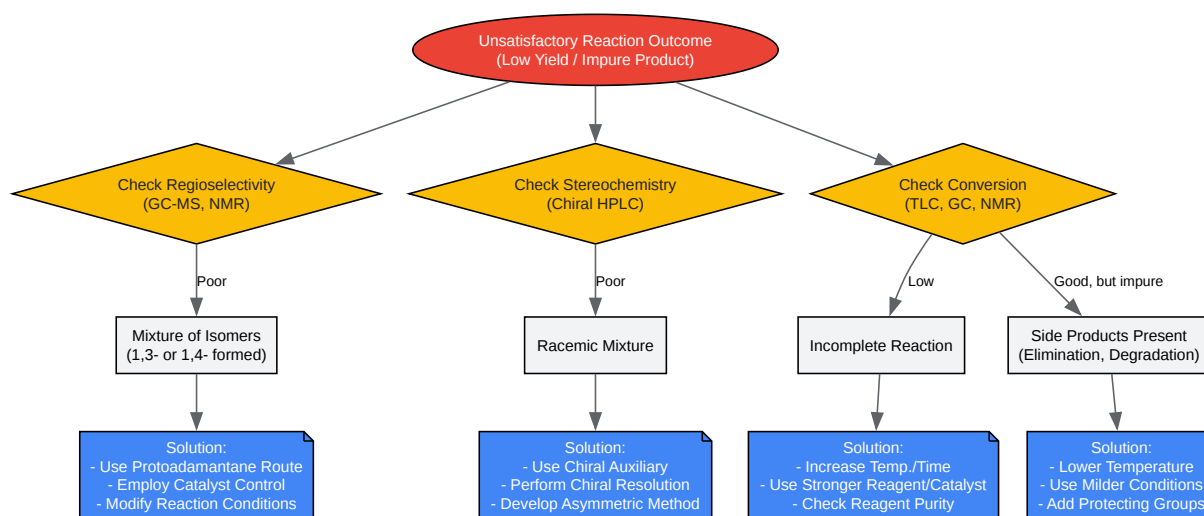 Unsatisfactory Reaction Outcome
(Low Yield / Impure Product)
Check Regioselectivity
(GC-MS, NMR)
Check Stereochemistry
(Chiral HPLC)
Check Conversion
(TLC, GC, NMR)
Poor
Poor
Low
Good, but impure
Mixture of Isomers
(1,3- or 1,4- formed)
Racemic Mixture
Incomplete Reaction
Side Products Present
(Elimination, Degradation)
Solution:
- Use Protoadamantane Route
- Employ Catalyst Control
- Modify Reaction Conditions
Solution:
- Use Chiral Auxiliary
- Perform Chiral Resolution
- Develop Asymmetric Method
Solution:
- Increase Temp./Time
- Use Stronger Reagent/Catalyst
- Check Reagent Purity
Solution:
- Lower Temperature
- Use Milder Conditions
- Add Protecting Groups